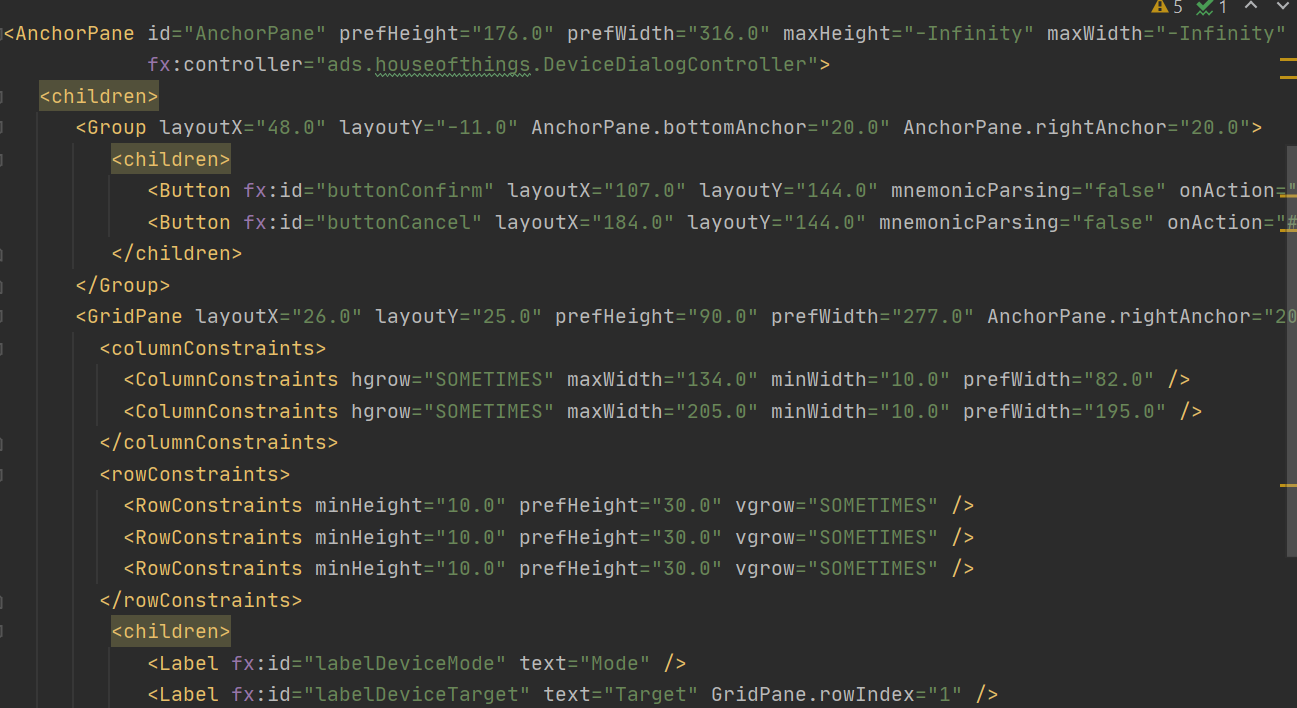 5 1
<AnchorPane id="AnchorPane" prefHeight="176.0" prefWidth="316.0" maxHeight="-Infinity" maxWidth="-Infinity"
fx:controller="ads.houseofthings.DeviceDialogController">
<children>
<Group layoutX="48.0" layoutY="-11.0" AnchorPane.bottomAnchor="20.0" AnchorPane.rightAnchor="20.0">
<children>
<Button fx:id="buttonConfirm" layoutX="107.0" layoutY="144.0" mnemonicParsing="false" onAction="
<Button fx:id="buttonCancel" layoutX="184.0" layoutY="144.0" mnemonicParsing="false" onAction="#
</children>
</Group>
<GridPane layoutX="26.0" layoutY="25.0" prefHeight="90.0" prefWidth="277.0" AnchorPane.rightAnchor="20
<columnConstraints>
<ColumnConstraints hgrow="SOMETIMES" maxWidth="134.0" minWidth="10.0" prefWidth="82.0" />
<ColumnConstraints hgrow="SOMETIMES" maxWidth="205.0" minWidth="10.0" prefWidth="195.0" />
</columnConstraints>
<rowConstraints>
<RowConstraints minHeight="10.0" prefHeight="30.0" vgrow="SOMETIMES" />
<RowConstraints minHeight="10.0" prefHeight="30.0" vgrow="SOMETIMES" />
<RowConstraints minHeight="10.0" prefHeight="30.0" vgrow="SOMETIMES" />
</rowConstraints>
<children>
<Label fx:id="labelDeviceMode" text="Mode" />
<Label fx:id="labelDeviceTarget" text="Target" GridPane.rowIndex="1" />